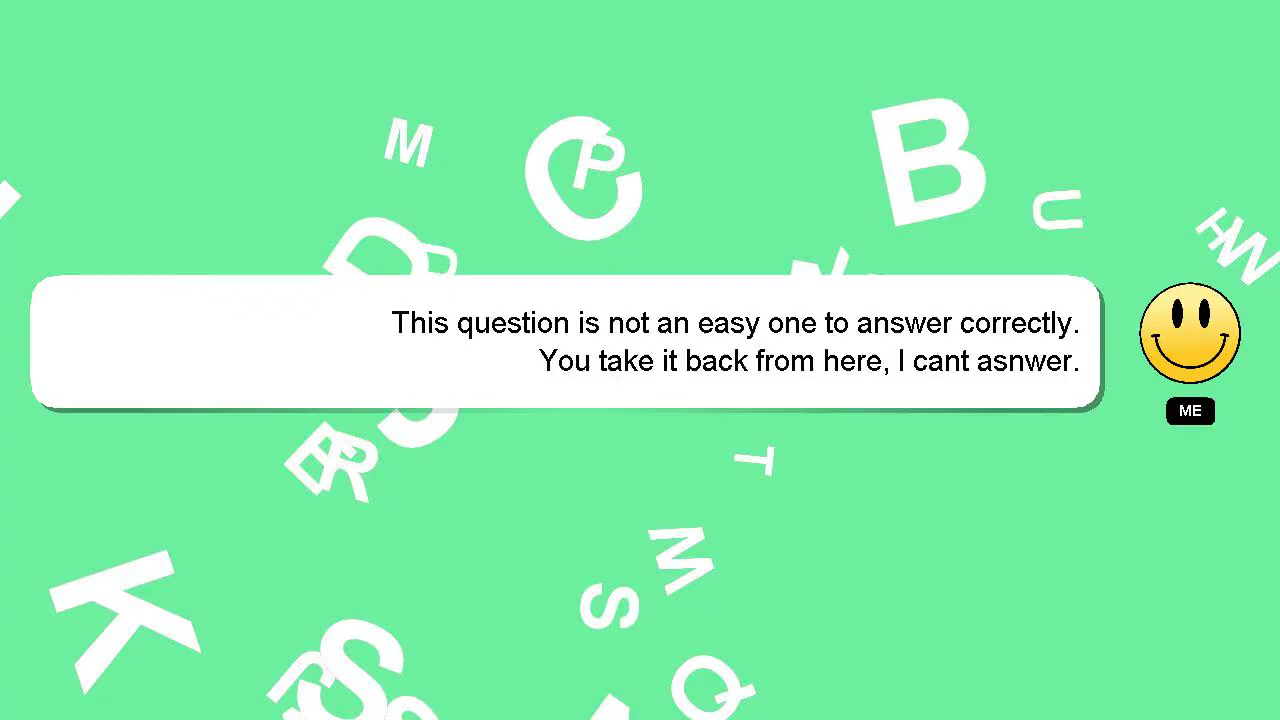 M
C
P
B
U
H
W
D
This question is not an easy one to answer correctly.
You take it back from here, I cant asnwer.
ME
R
T
K
M
S
S
Q